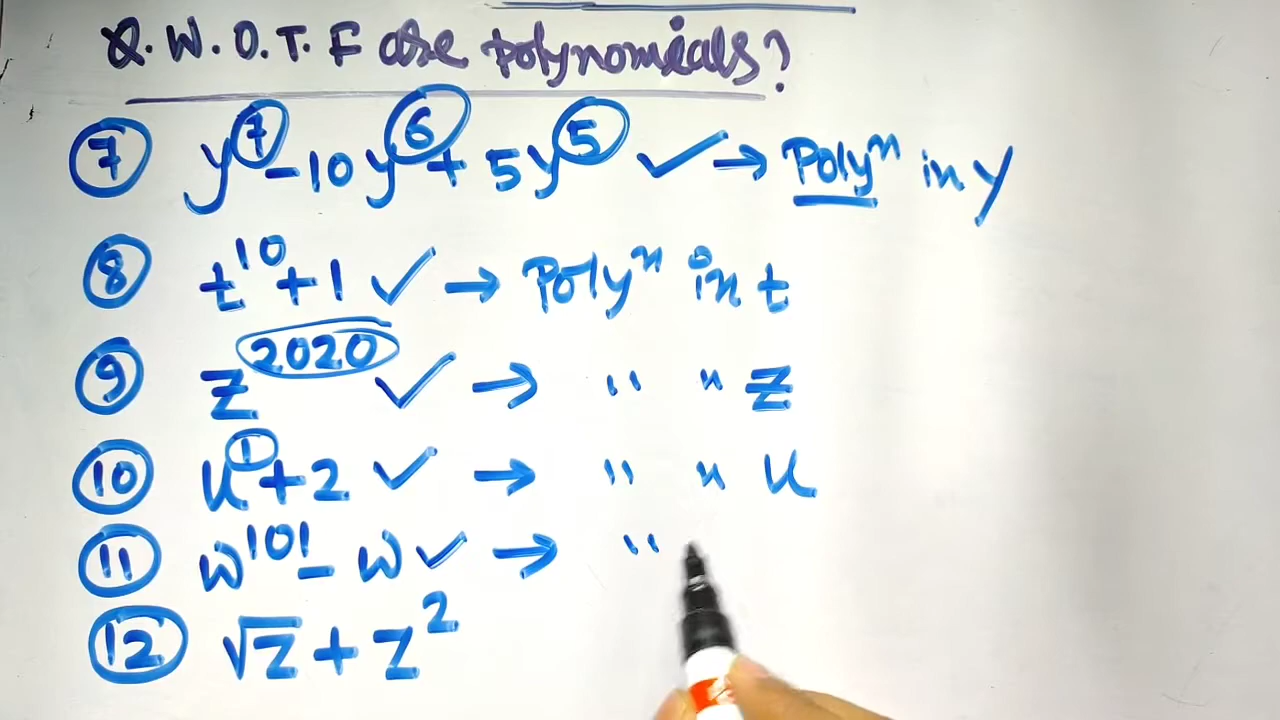 Q. W. O. T. F are polynomials?
⑦ y⁷ - 10y⁶ + 5y⁵ ✓ → Polyⁿ in y
⑧ t¹⁰ + 1 ✓ → Polyⁿ in t
⑨ z²⁰²⁰ ✓ → " " z
⑩ u¹ + 2 ✓ → " " u
⑪ w¹⁰¹ - w ✓ → "
⑫ √z + z²